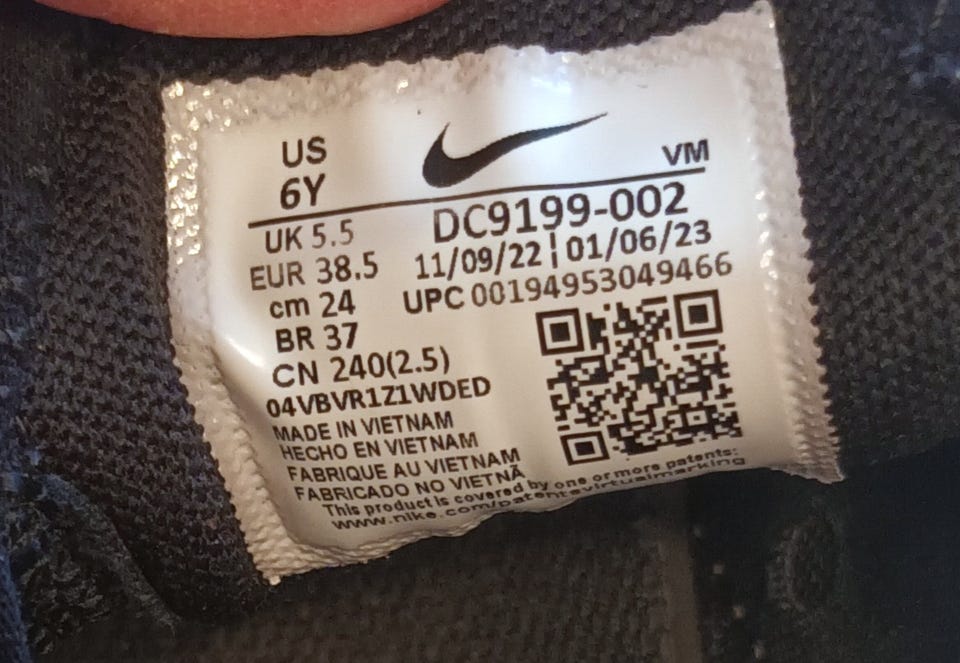 US
6Y
VM
UK 5.5
EUR 38.5
cm 24
BR 37
CN 240(2.5)
04VBVR1Z1WDED
DC9199-002
11/09/22 ¦ 01/06/23
UPC 00194953049466
MADE IN VIETNAM
HECHO EN VIETNAM
FABRIQUE AU VIETNAM
FABRICADO NO VIETNÃ
This product is covered by one or more patents:
www.nike.com/patentsvirtualmarking